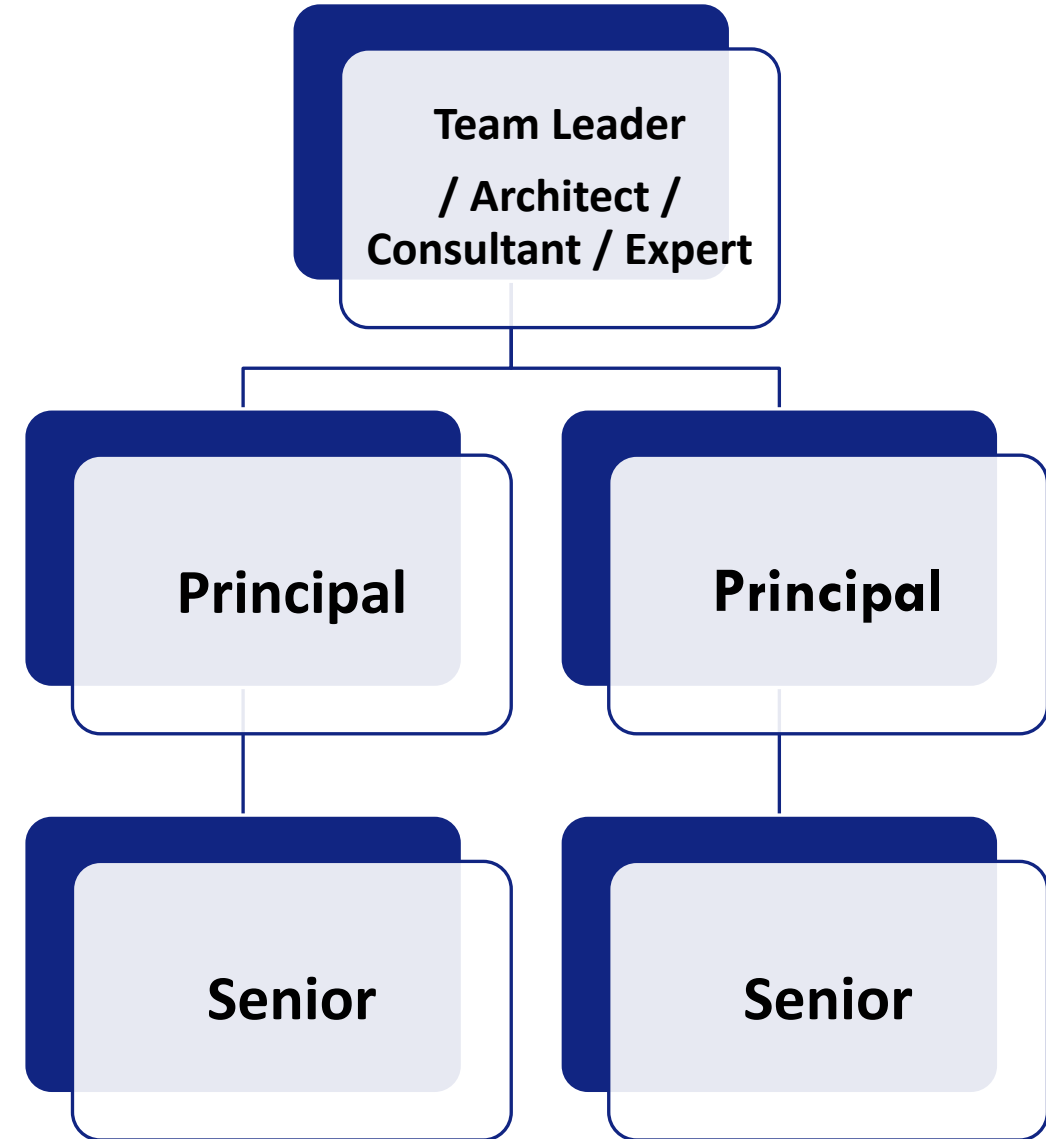 Team Leader
/ Architect /
Consultant / Expert
Principal
Principal
Senior
Senior